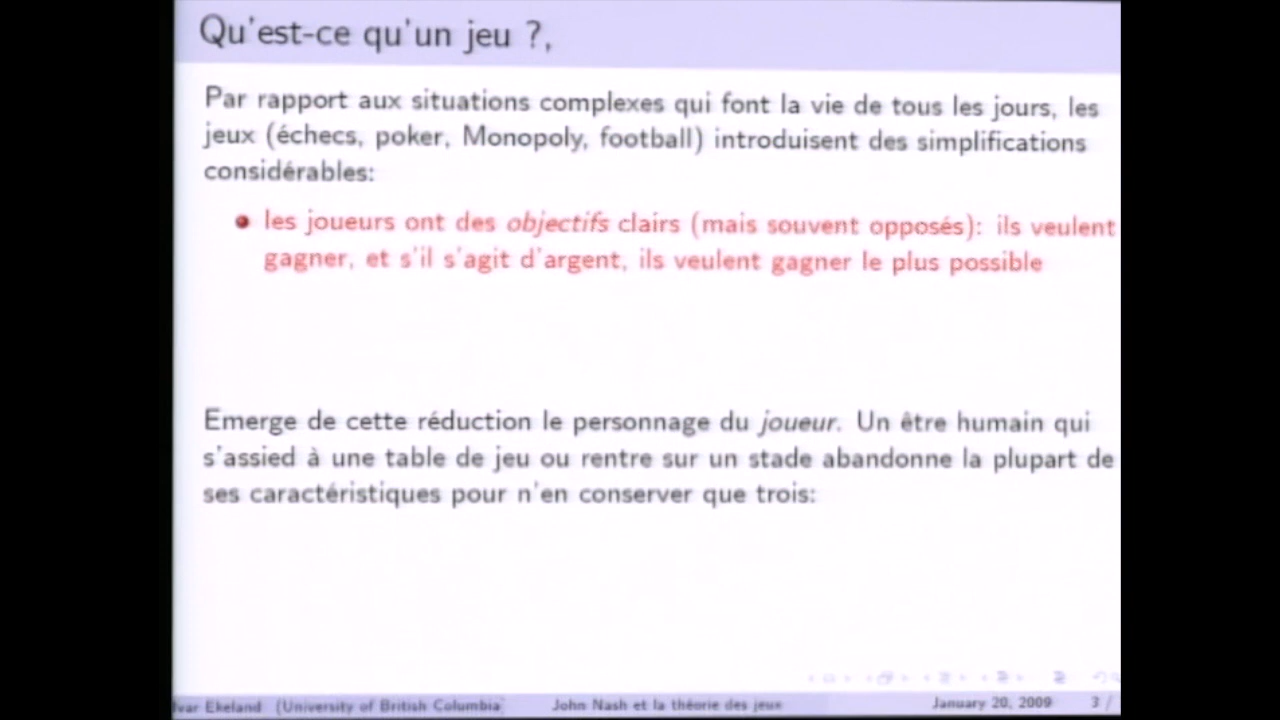 Qu'est-ce qu'un jeu ?,
Par rapport aux situations complexes qui font la vie de tous les jours, les
jeux (échecs, poker, Monopoly, football) introduisent des simplifications
considérables:
les joueurs ont des objectifs clairs (mais souvent opposés): ils veulent
gagner, et s'il s'agit d'argent, ils veulent gagner le plus possible
Emerge de cette réduction le personnage du joueur. Un être humain qui
s'assied à une table de jeu ou rentre sur un stade abandonne la plupart de
ses caractéristiques pour n'en conserver que trois:
Ivar Ekeland (University of British Columbia) John Nash et la théorie des jeux January 20, 2009 3 /